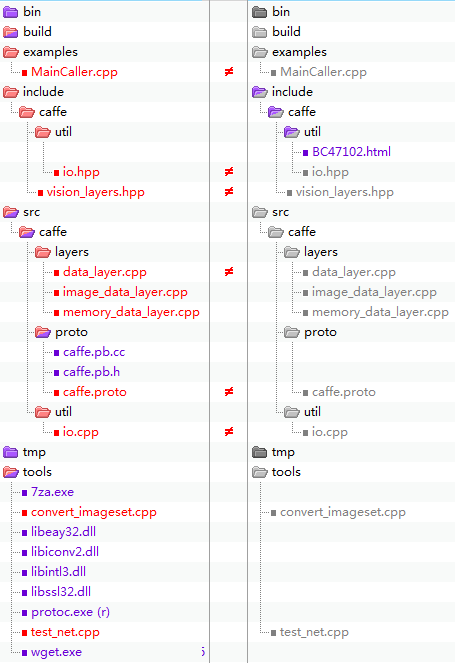 bin
build
examples
MainCaller.cpp ≠
include
caffe
util
io.hpp ≠
vision_layers.hpp ≠
src
caffe
layers
data_layer.cpp ≠
image_data_layer.cpp
memory_data_layer.cpp
proto
caffe.pb.cc
caffe.pb.h
caffe.proto ≠
util
io.cpp ≠
tmp
tools
7za.exe
convert_imageset.cpp
libeay32.dll
libiconv2.dll
libintl3.dll
libssl32.dll
protoc.exe (r)
test_net.cpp
wget.exe
bin
build
examples
MainCaller.cpp
include
caffe
util
BC47102.html
io.hpp
vision_layers.hpp
src
caffe
layers
data_layer.cpp
image_data_layer.cpp
memory_data_layer.cpp
proto
caffe.proto
util
io.cpp
tmp
tools
convert_imageset.cpp
test_net.cpp